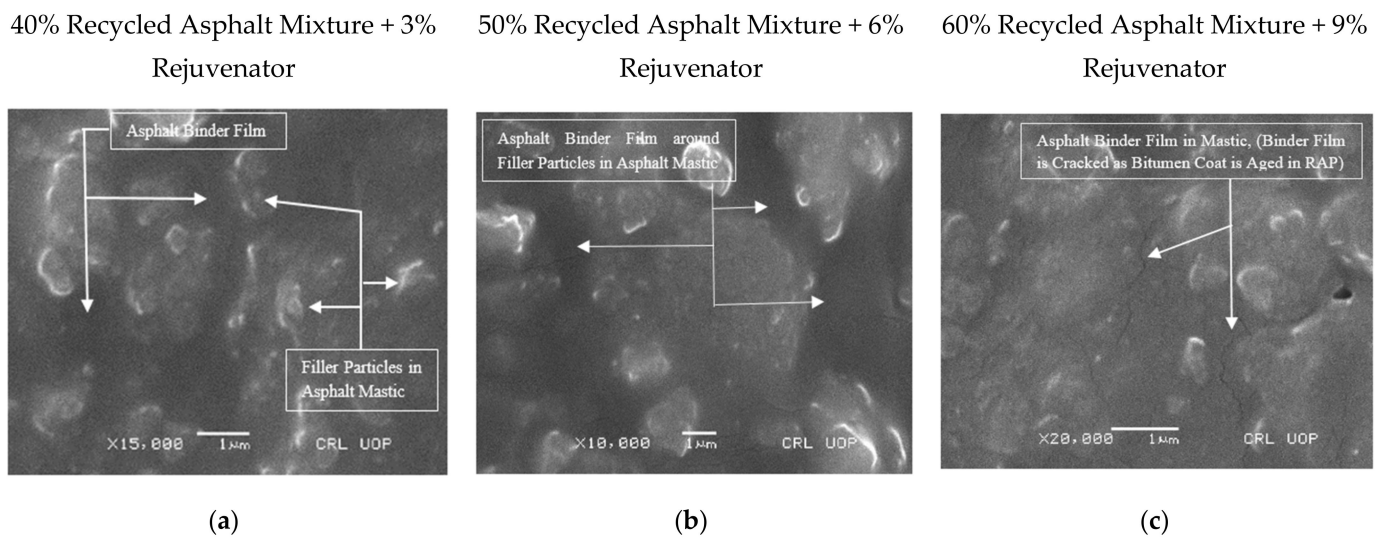 40% Recycled Asphalt Mixture + 3%
Rejuvenator
50% Recycled Asphalt Mixture + 6%
Rejuvenator
60% Recycled Asphalt Mixture + 9%
Rejuvenator
Asphalt Binder Film
Filler Particles in
Asphalt Mastic
X15,000 1µm CRL UOP
Asphalt Binder Film around
Filler Particles in Asphalt Mastic
X10,000 1µm CRL UOP
Asphalt Binder Film in Mastic, (Binder Film
is Cracked as Bitumen Coat is Aged in RAP)
X20,000 1µm CRL UOP
(a)
(b)
(c)